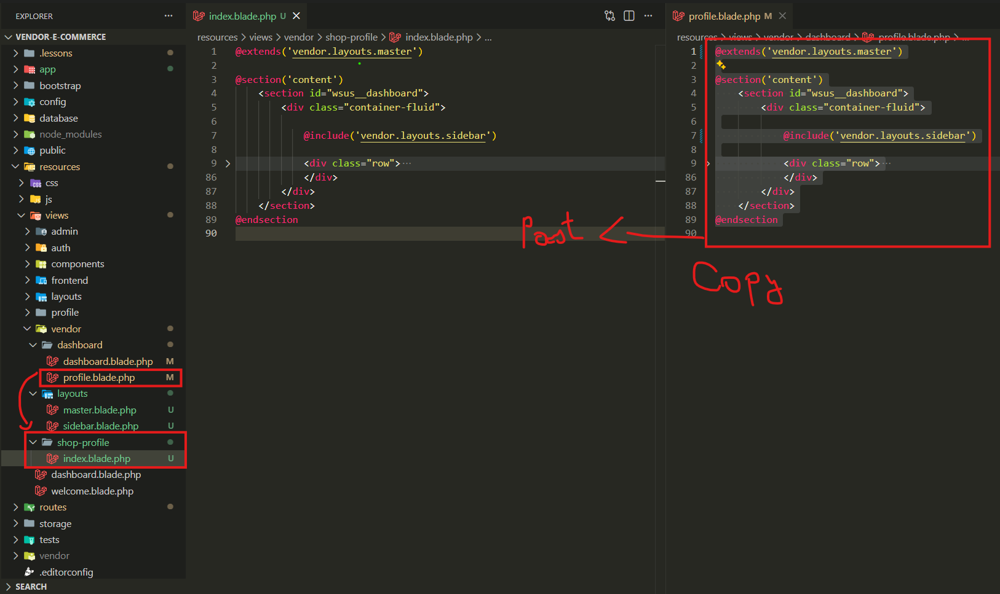 EXPLORER
VENDOR-E-COMMERCE
.lessons
app
bootstrap
config
database
node_modules
public
resources
css
js
views
admin
auth
components
frontend
layouts
profile
vendor
dashboard
dashboard.blade.php M
profile.blade.php M
layouts
master.blade.php U
sidebar.blade.php U
shop-profile
index.blade.php U
dashboard.blade.php
welcome.blade.php
routes
storage
tests
vendor
.editorconfig
SEARCH
index.blade.php U
resources > views > vendor > shop-profile > index.blade.php > ...
1 @extends('vendor.layouts.master')
2
3 @section('content')
4 <section id="wsus__dashboard">
5 <div class="container-fluid">
6
7 @include('vendor.layouts.sidebar')
8
9 <div class="row">...
86 </div>
87 </div>
88 </section>
89 @endsection
90
profile.blade.php M
resources > views > vendor > dashboard > profile.blade.php > ...
1 @extends('vendor.layouts.master')
2
3 @section('content')
4 <section id="wsus__dashboard">
5 <div class="container-fluid">
6
7 @include('vendor.layouts.sidebar')
8
9 <div class="row">...
86 </div>
87 </div>
88 </section>
89 @endsection
90
Past
Copy